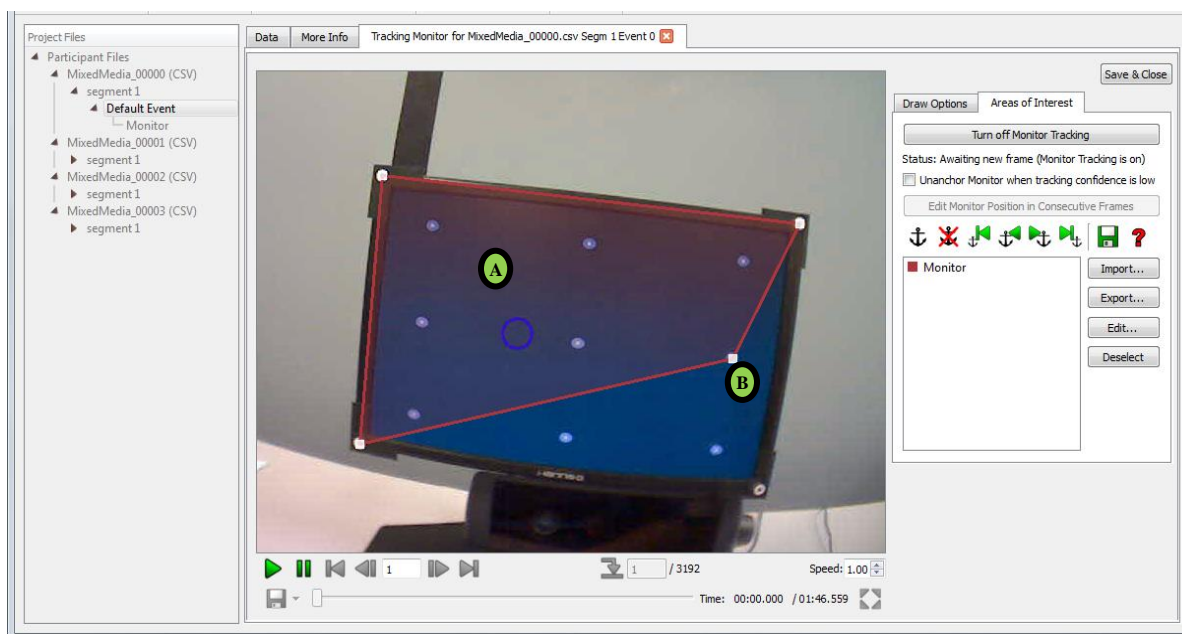 Project Files
Participant Files
MixedMedia_00000 (CSV)
segment 1
Default Event
Monitor
MixedMedia_00001 (CSV)
segment 1
MixedMedia_00002 (CSV)
segment 1
MixedMedia_00003 (CSV)
segment 1
Data More Info Tracking Monitor for MixedMedia_00000.csv Segm 1 Event 0
A
B
1 1 / 3192 Speed: 1.00
Time: 00:00.000 / 01:46.559
Save & Close
Draw Options Areas of Interest
Turn off Monitor Tracking
Status: Awaiting new frame (Monitor Tracking is on)
Unanchor Monitor when tracking confidence is low
Edit Monitor Position in Consecutive Frames
?
Monitor
Import...
Export...
Edit...
Deselect